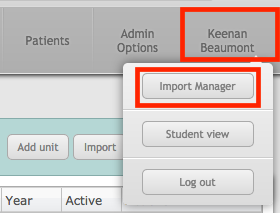 Patients
Admin
Options
Keenan
Beaumont
Import Manager
Student view
Log out
Add unit
Import
Year
Active